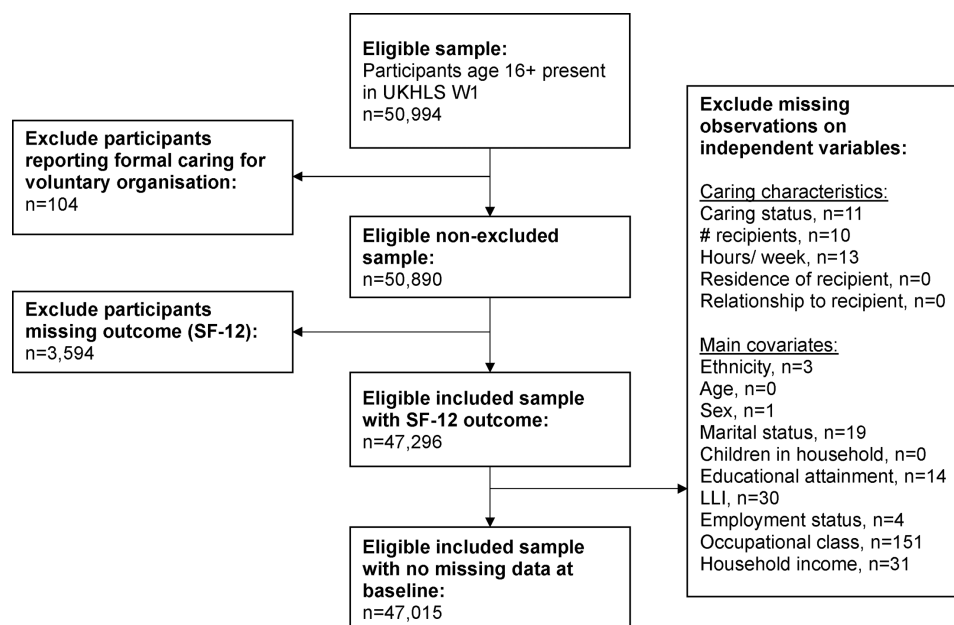 Eligible sample:
Participants age 16+ present
in UKHLS W1
n=50,994
Exclude participants
reporting formal caring for
voluntary organisation:
n=104
Eligible non-excluded
sample:
n=50,890
Exclude participants
missing outcome (SF-12):
n=3,594
Eligible included sample
with SF-12 outcome:
n=47,296
Eligible included sample
with no missing data at
baseline:
n=47,015
Exclude missing
observations on
independent variables:
Caring characteristics:
Caring status, n=11
# recipients, n=10
Hours/ week, n=13
Residence of recipient, n=0
Relationship to recipient, n=0
Main covariates:
Ethnicity, n=3
Age, n=0
Sex, n=1
Marital status, n=19
Children in household, n=0
Educational attainment, n=14
LLI, n=30
Employment status, n=4
Occupational class, n=151
Household income, n=31